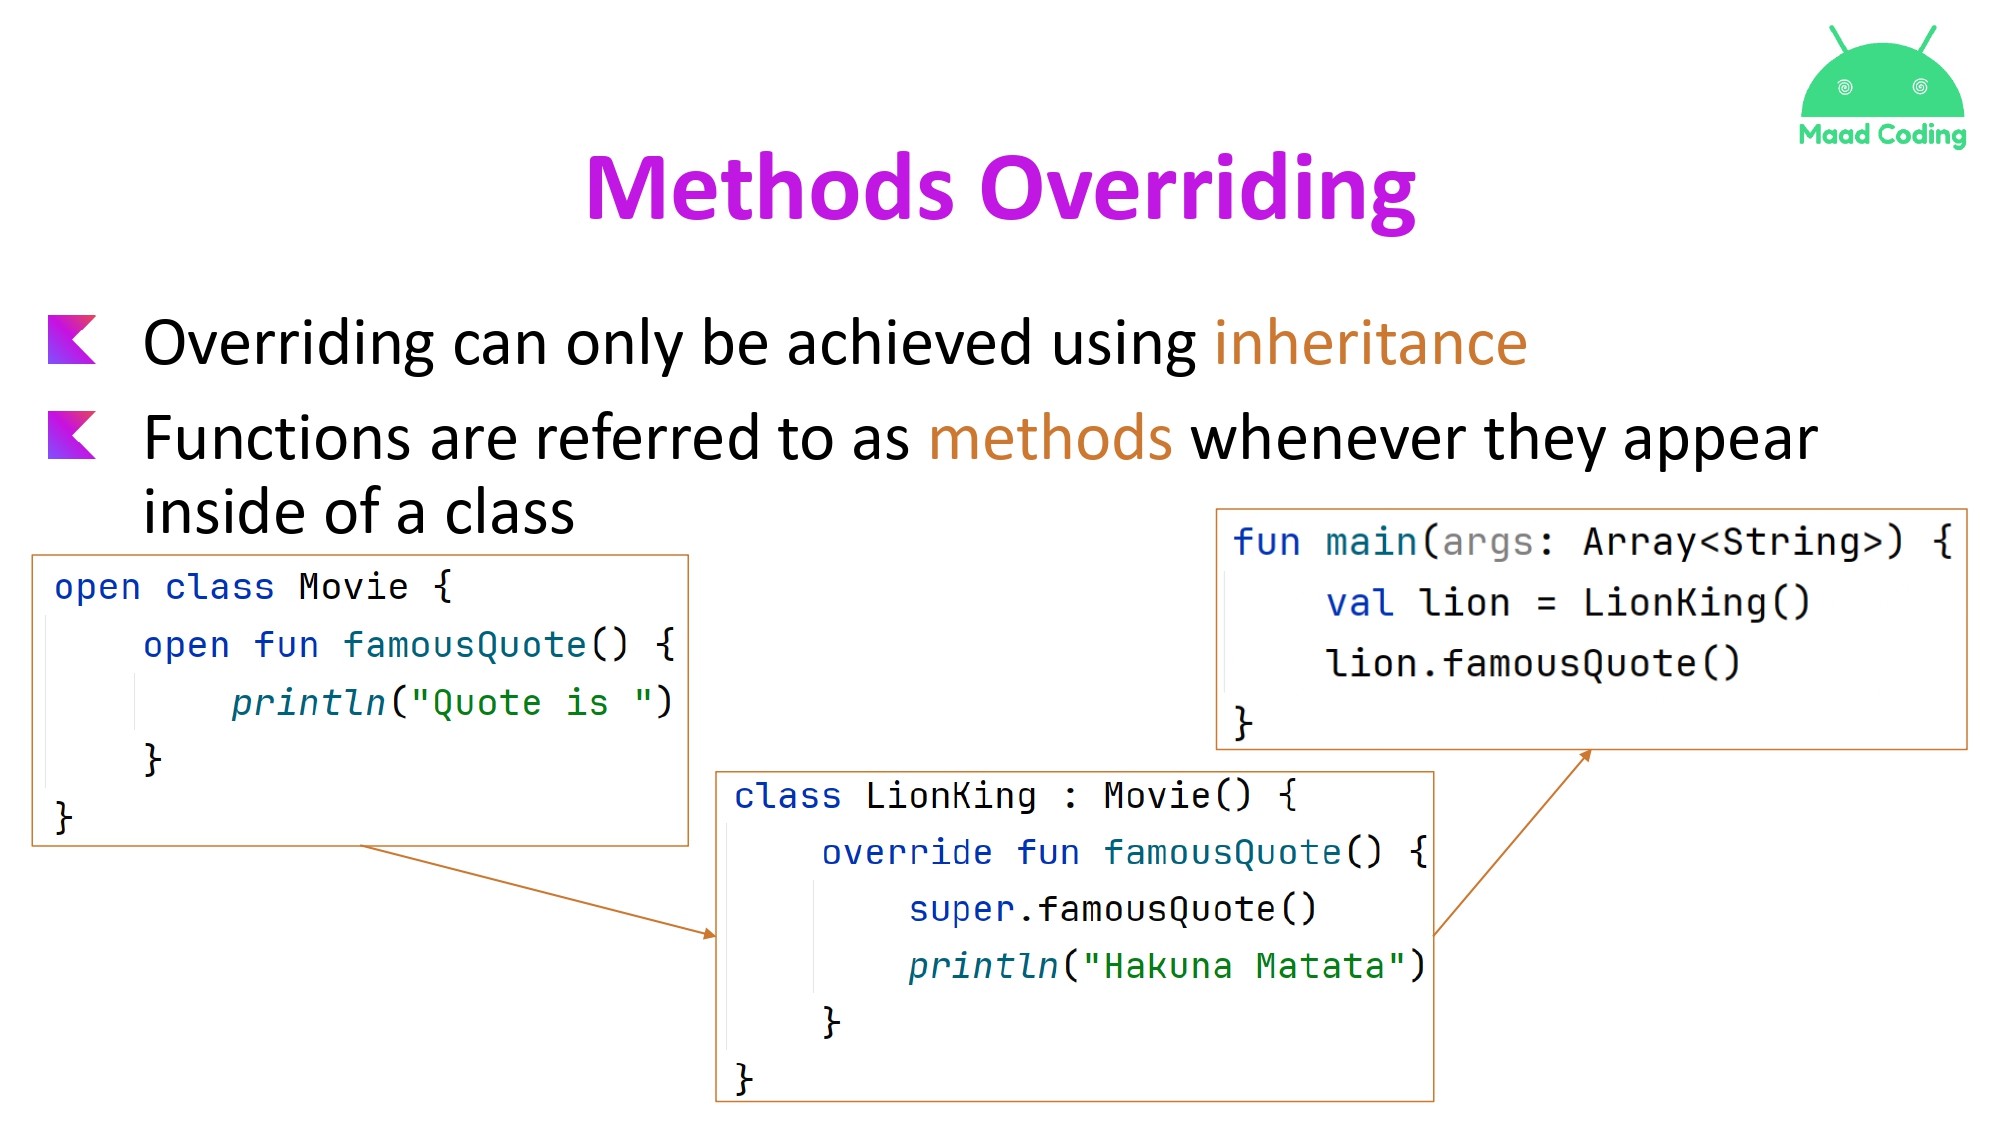 Maad Coding
Methods Overriding
Overriding can only be achieved using inheritance
Functions are referred to as methods whenever they appear
inside of a class
open class Movie {
    open fun famousQuote() {
        println("Quote is ")
    }
}
class LionKing : Movie() {
    override fun famousQuote() {
        super.famousQuote()
        println("Hakuna Matata")
    }
}
fun main(args: Array<String>) {
    val lion = LionKing()
    lion.famousQuote()
}